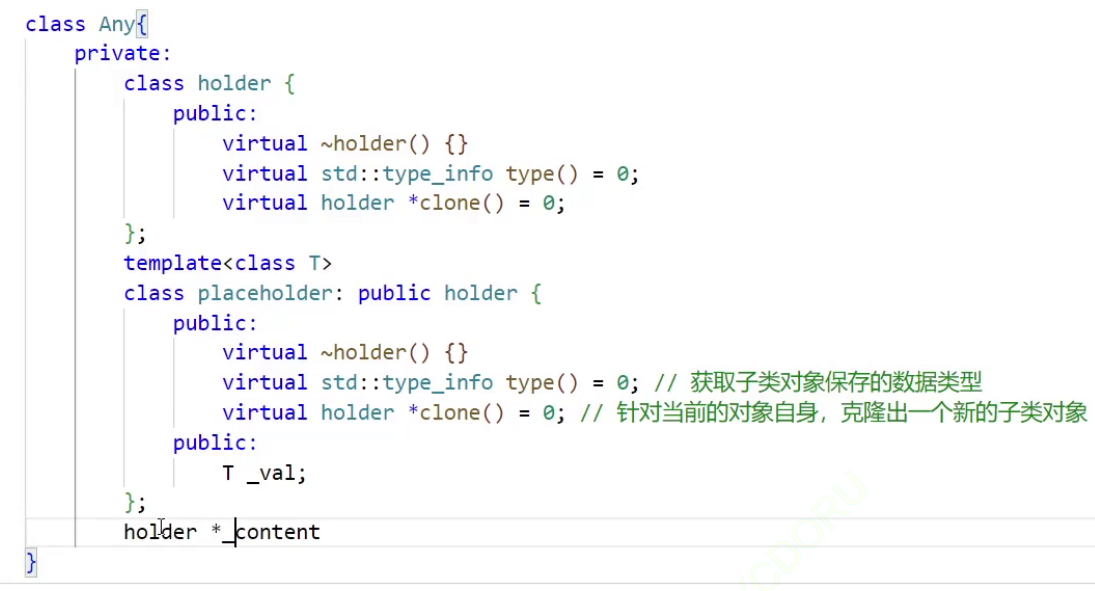 class Any{
private:
class holder {
public:
virtual ~holder() {}
virtual std::type_info type() = 0;
virtual holder *clone() = 0;
};
template<class T>
class placeholder: public holder {
public:
virtual ~holder() {}
virtual std::type_info type() = 0; // 获取子类对象保存的数据类型
virtual holder *clone() = 0; // 针对当前的对象自身，克隆出一个新的子类对象
public:
T _val;
};
holder *_content
}